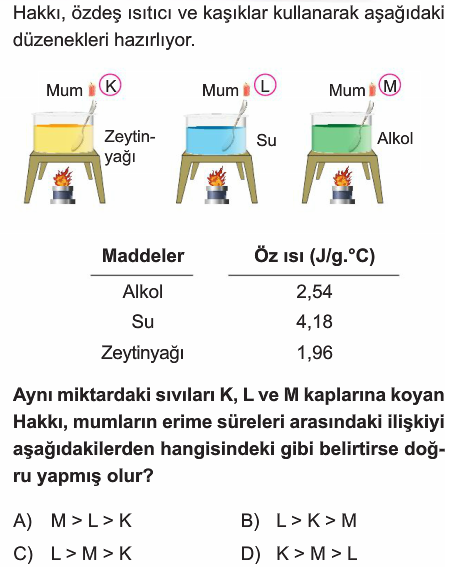 Hakkı, özdeş ısıtıcı ve kaşıklar kullanarak aşağıdaki
düzenekleri hazırlıyor.
Mum K
Mum L
Mum M
Zeytin-
yağı
Su
Alkol
Maddeler Öz ısı (J/g.°C)
Alkol 2,54
Su 4,18
Zeytinyağı 1,96
Aynı miktardaki sıvıları K, L ve M kaplarına koyan
Hakkı, mumların erime süreleri arasındaki ilişkiyi
aşağıdakilerden hangisindeki gibi belirtirse doğ-
ru yapmış olur?
A) M > L > K B) L > K > M
C) L > M > K D) K > M > L